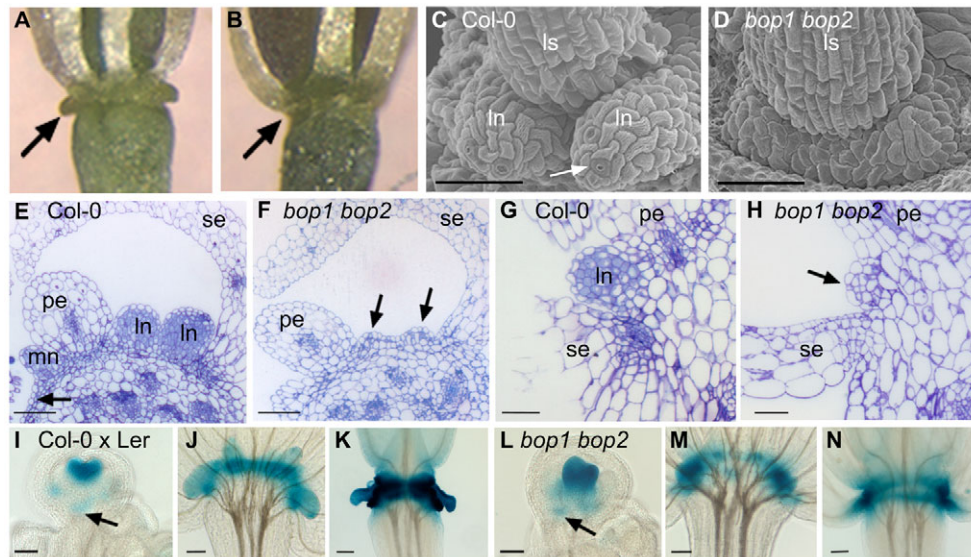 A B C Col-0 D bop1 bop2
ls ls
ln ln
E Col-0 F bop1 bop2 G Col-0 H bop1 bop2
se pe pe
pe ln ln pe ln
mn se se
I Col-0 x Ler J K L bop1 bop2 M N